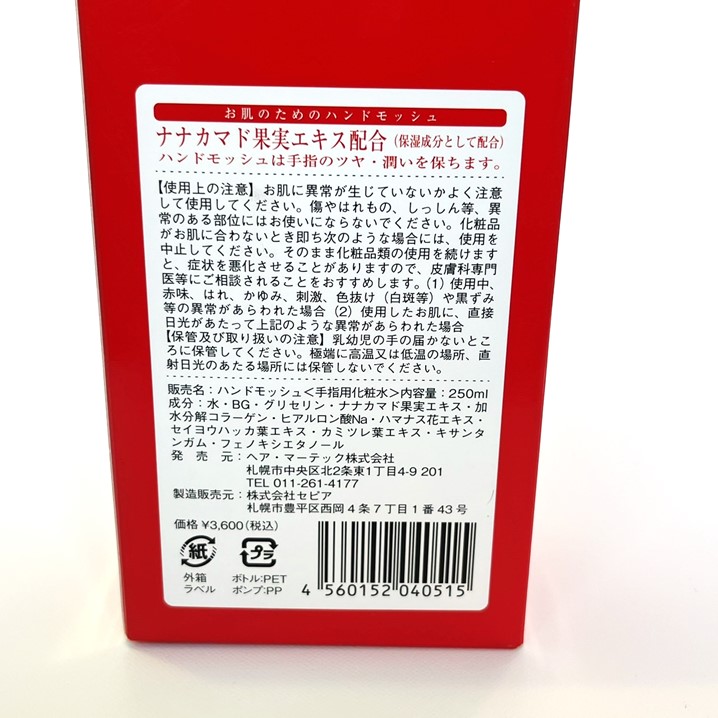 お肌のためのハンドモッシュ
ナナカマド果実エキス配合(保湿成分として配合)
ハンドモッシュは手指のツヤ・潤いを保ちます。
【使用上の注意】お肌に異常が生じていないかよく注意
して使用してください。傷やはれもの、しっしん等、異
常のある部位にはお使いにならないでください。化粧品
がお肌に合わないとき即ち次のような場合には、使用を
中止してください。そのまま化粧品類の使用を続けます
と、症状を悪化させることがありますので、皮膚科専門
医等にご相談されることをおすすめします。(1)使用中、
赤味、はれ、かゆみ、刺激、色抜け(白斑等)や黒ずみ
等の異常があらわれた場合(2)使用したお肌に、直接
日光があたって上記のような異常があらわれた場合
【保管及び取り扱いの注意】乳幼児の手の届かないとこ
ろに保管してください。極端に高温又は低温の場所、直
射日光のあたる場所には保管しないでください。
販売名:ハンドモッシュ<手指用化粧水>内容量:250ml
成分:水・BG・グリセリン・ナナカマド果実エキス・加
水分解コラーゲン・ヒアルロン酸Na・ハマナス花エキス・
セイヨウハッカ葉エキス・カミツレ葉エキス・キサンタ
ンガム・フェノキシエタノール
発売元:ヘア・マーテック株式会社
札幌市中央区北2条東1丁目4-9 201
TEL 011-261-4177
製造販売元:株式会社セピア
札幌市豊平区西岡4条7丁目1番43号
価格 ¥3,600(税込)
紙 プラ
外箱 ボトル:PET
ラベル ポンプ:PP
4 560152 040515